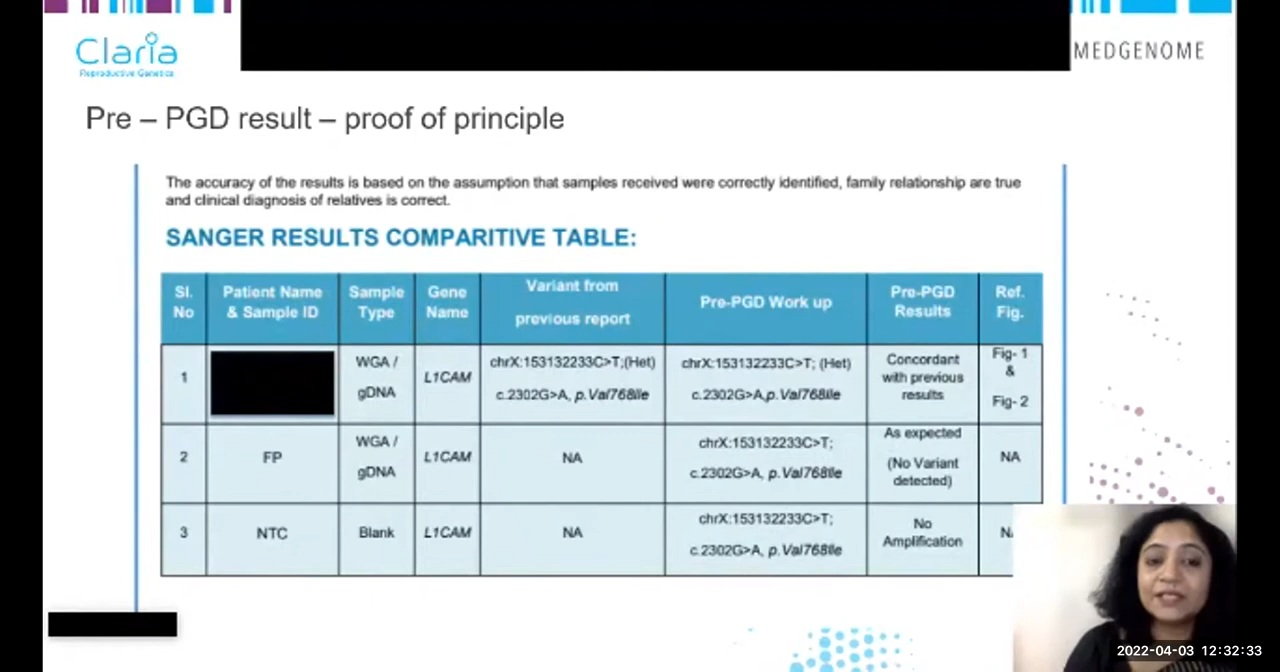 Claria
Reproductive Genetics
MEDGENOME
Pre – PGD result – proof of principle
The accuracy of the results is based on the assumption that samples received were correctly identified, family relationship are true
and clinical diagnosis of relatives is correct.
SANGER RESULTS COMPARITIVE TABLE:
Sl. No Patient Name & Sample ID Sample Type Gene Name Variant from previous report Pre-PGD Work up Pre-PGD Results Ref. Fig.
1 WGA / gDNA L1CAM chrX:153132233C>T;(Het) c.2302G>A, p.Val768Ile chrX:153132233C>T; (Het) c.2302G>A,p.Val768Ile Concordant with previous results Fig- 1 & Fig- 2
2 FP WGA / gDNA L1CAM NA chrX:153132233C>T; c.2302G>A, p.Val768Ile As expected (No Variant detected) NA
3 NTC Blank L1CAM NA chrX:153132233C>T; c.2302G>A, p.Val768Ile No Amplification
2022-04-03 12:32:33